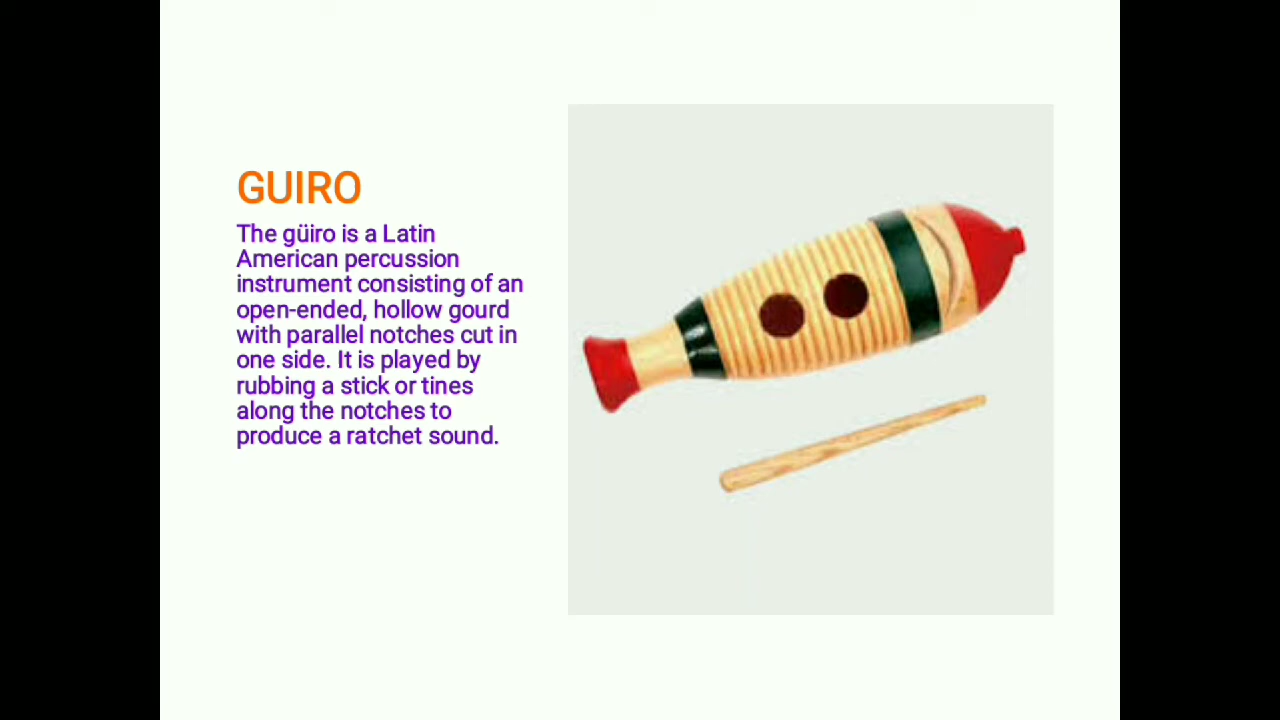 GUIRO
The güiro is a Latin
American percussion
instrument consisting of an
open-ended, hollow gourd
with parallel notches cut in
one side. It is played by
rubbing a stick or tines
along the notches to
produce a ratchet sound.